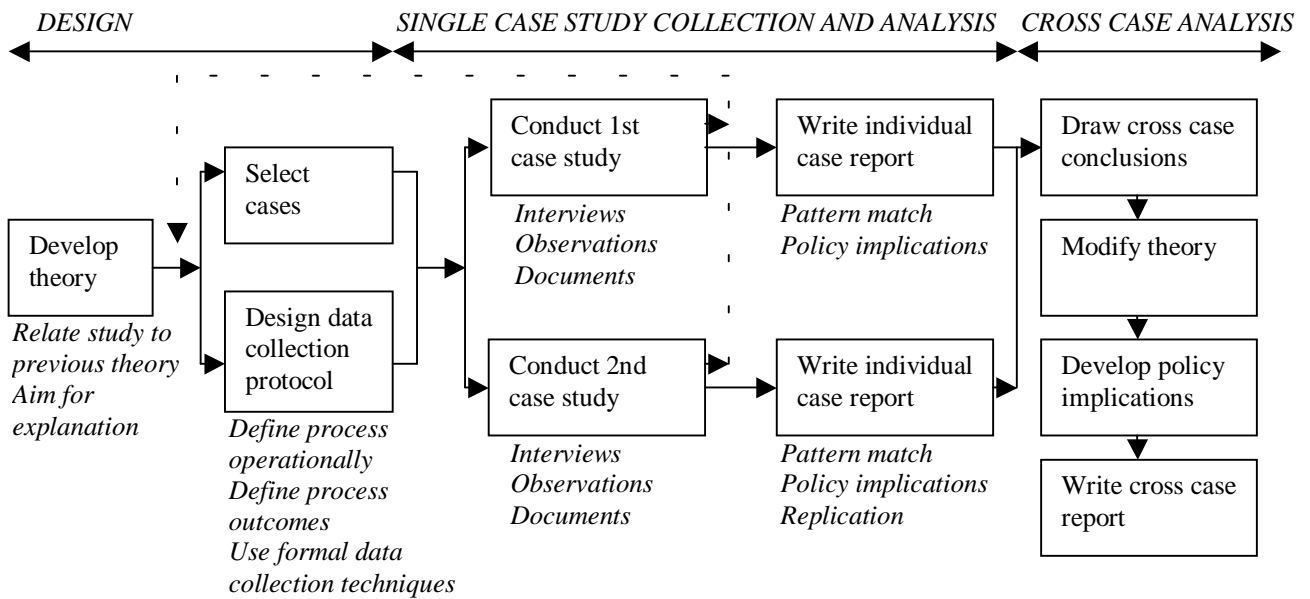 DESIGN
SINGLE CASE STUDY COLLECTION AND ANALYSIS
CROSS CASE ANALYSIS
Develop
theory
Relate study to
previous theory
Aim for
explanation
Select
cases
Design data
collection
protocol
Define process
operationally
Define process
outcomes
Use formal data
collection techniques
Conduct 1st
case study
Interviews
Observations
Documents
Conduct 2nd
case study
Interviews
Observations
Documents
Write individual
case report
Pattern match
Policy implications
Write individual
case report
Pattern match
Policy implications
Replication
Draw cross case
conclusions
Modify theory
Develop policy
implications
Write cross case
report